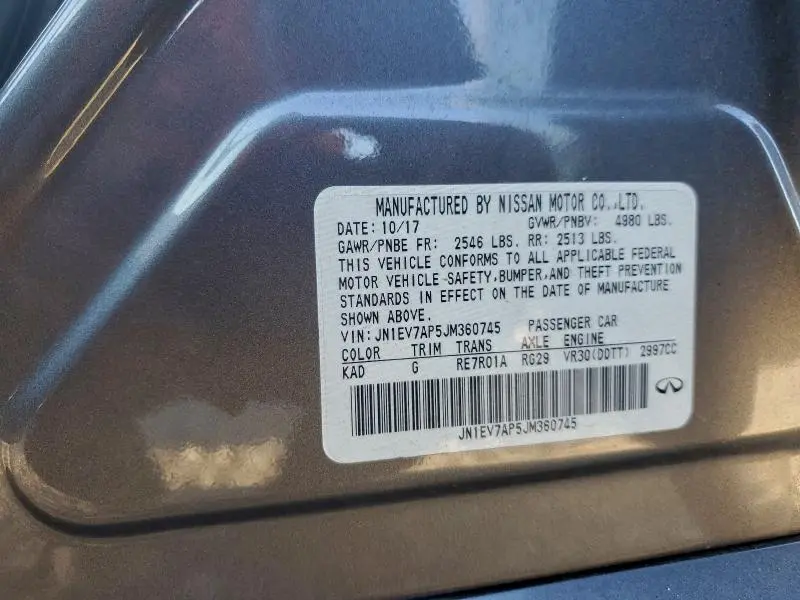 MANUFACTURED BY NISSAN MOTOR CO.,LTD.
DATE: 10/17 GVWR/PNBV: 4980 LBS.
GAWR/PNBE FR: 2546 LBS. RR: 2513 LBS.
THIS VEHICLE CONFORMS TO ALL APPLICABLE FEDERAL
MOTOR VEHICLE SAFETY,BUMPER,AND THEFT PREVENTION
STANDARDS IN EFFECT ON THE DATE OF MANUFACTURE
SHOWN ABOVE.
VIN: JN1EV7AP5JM360745 PASSENGER CAR
COLOR TRIM TRANS AXLE ENGINE
KAD G RE7R01A RG29 VR30(DDTT) 2997CC
JN1EV7AP5JM360745